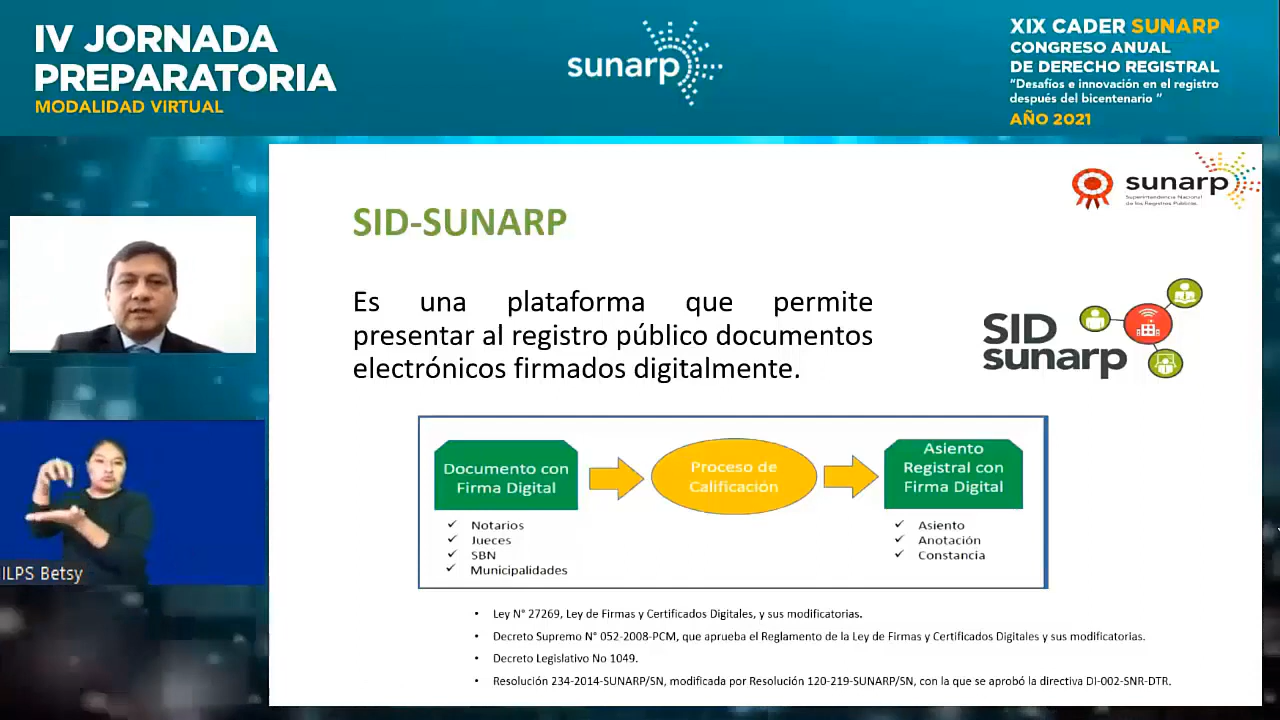 IV JORNADA
PREPARATORIA
MODALIDAD VIRTUAL
sunarp
XIX CADER SUNARP
CONGRESO ANUAL
DE DERECHO REGISTRAL
“Desafíos e innovación en el registro
después del bicentenario ”
AÑO 2021
sunarp
Superintendencia Nacional
de los Registros Públicos
SID-SUNARP
Es una plataforma que permite
presentar al registro público documentos
electrónicos firmados digitalmente.
SID
sunarp
Documento con
Firma Digital
Proceso de
Calificación
Asiento
Registral con
Firma Digital
✓ Notarios
✓ Jueces
✓ SBN
✓ Municipalidades
✓ Asiento
✓ Anotación
✓ Constancia
ILPS Betsy
• Ley N° 27269, Ley de Firmas y Certificados Digitales, y sus modificatorias.
• Decreto Supremo N° 052-2008-PCM, que aprueba el Reglamento de la Ley de Firmas y Certificados Digitales y sus modificatorias.
• Decreto Legislativo No 1049.
• Resolución 234-2014-SUNARP/SN, modificada por Resolución 120-219-SUNARP/SN, con la que se aprobó la directiva DI-002-SNR-DTR.